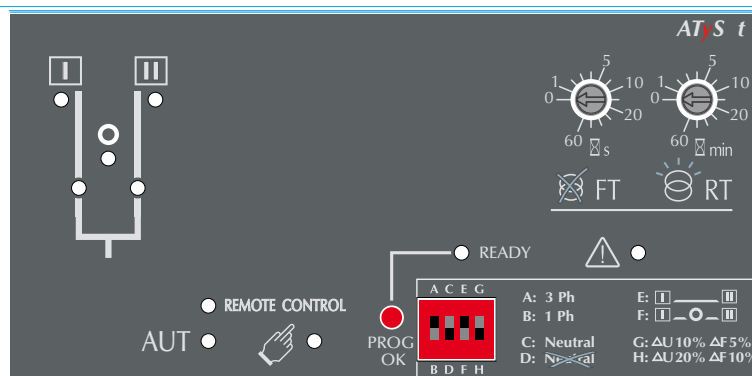 ATyS t
I II
5 5
1 10 1 10
0 20 0 20
60 s 60 min
FT RT
READY
A C E G
A: 3 Ph E: I II
B: 1 Ph F: I O II
REMOTE CONTROL
AUT
PROG
OK
C: Neutral G: ΔU10% ΔF5%
D: Neutral H: ΔU20% ΔF10%
B D F H